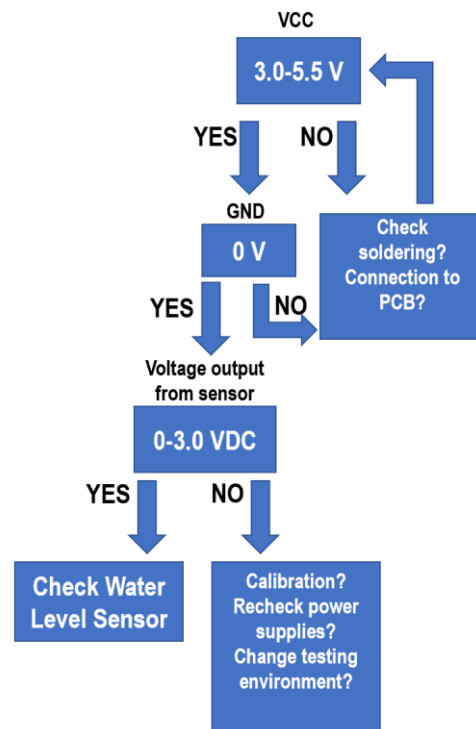 VCC
3.0-5.5 V
YES
NO
GND
0 V
Check
soldering?
Connection to
PCB?
YES
NO
Voltage output
from sensor
0-3.0 VDC
YES
NO
Check Water
Level Sensor
Calibration?
Recheck power
supplies?
Change testing
environment?